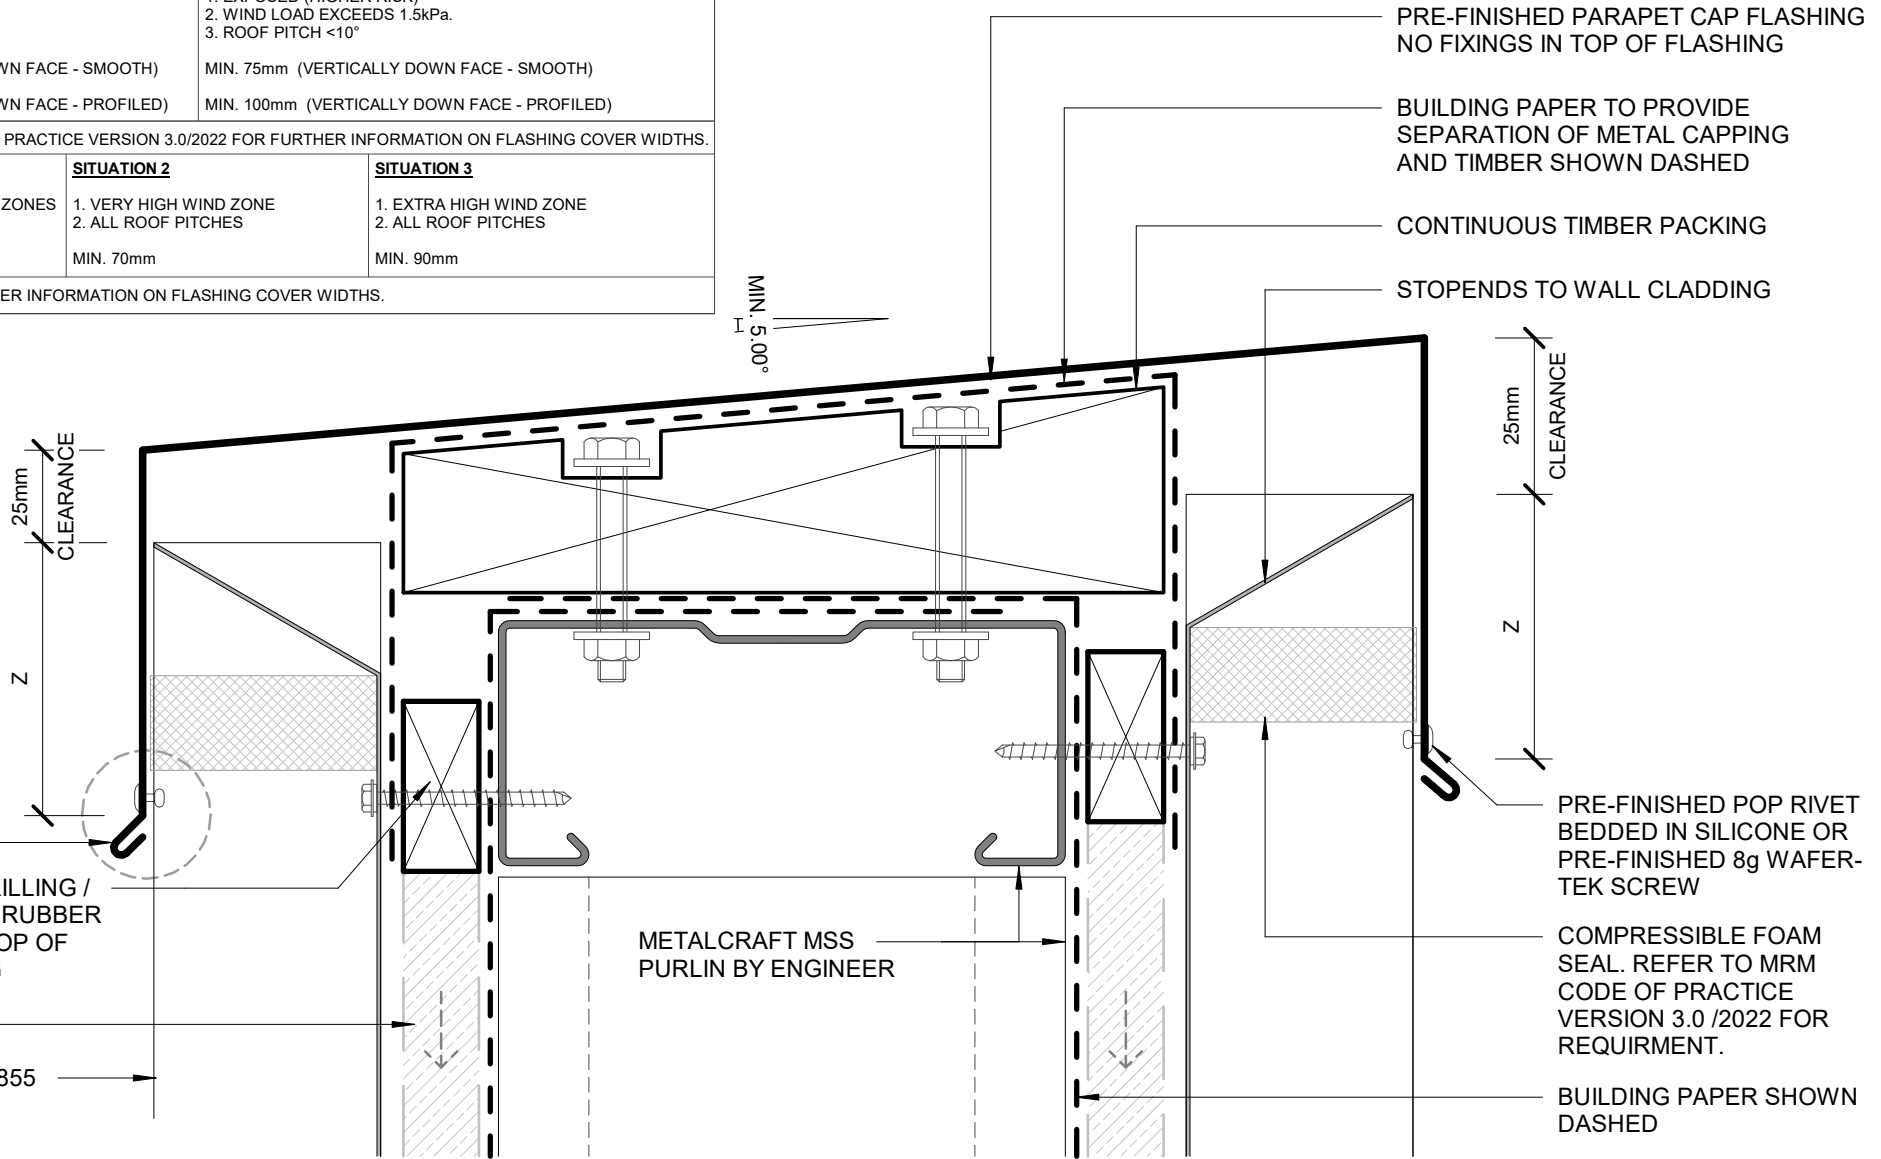 1. EXPOSED (HIGHER RISK)
2. WIND LOAD EXCEEDS 1.5kPa.
3. ROOF PITCH <10°
WN FACE - SMOOTH)
MIN. 75mm (VERTICALLY DOWN FACE - SMOOTH)
WN FACE - PROFILED)
MIN. 100mm (VERTICALLY DOWN FACE - PROFILED)
PRACTICE VERSION 3.0/2022 FOR FURTHER INFORMATION ON FLASHING COVER WIDTHS.
ZONES
SITUATION 2
1. VERY HIGH WIND ZONE
2. ALL ROOF PITCHES
MIN. 70mm
SITUATION 3
1. EXTRA HIGH WIND ZONE
2. ALL ROOF PITCHES
MIN. 90mm
ER INFORMATION ON FLASHING COVER WIDTHS.
PRE-FINISHED PARAPET CAP FLASHING
NO FIXINGS IN TOP OF FLASHING
BUILDING PAPER TO PROVIDE
SEPARATION OF METAL CAPPING
AND TIMBER SHOWN DASHED
CONTINUOUS TIMBER PACKING
STOPENDS TO WALL CLADDING
MIN. 5.00°
25mm
CLEARANCE
Z
25mm
CLEARANCE
Z
ILLING /
RUBBER
OP OF
855
METALCRAFT MSS
PURLIN BY ENGINEER
PRE-FINISHED POP RIVET
BEDDED IN SILICONE OR
PRE-FINISHED 8g WAFER-
TEK SCREW
COMPRESSIBLE FOAM
SEAL. REFER TO MRM
CODE OF PRACTICE
VERSION 3.0 /2022 FOR
REQUIRMENT.
BUILDING PAPER SHOWN
DASHED